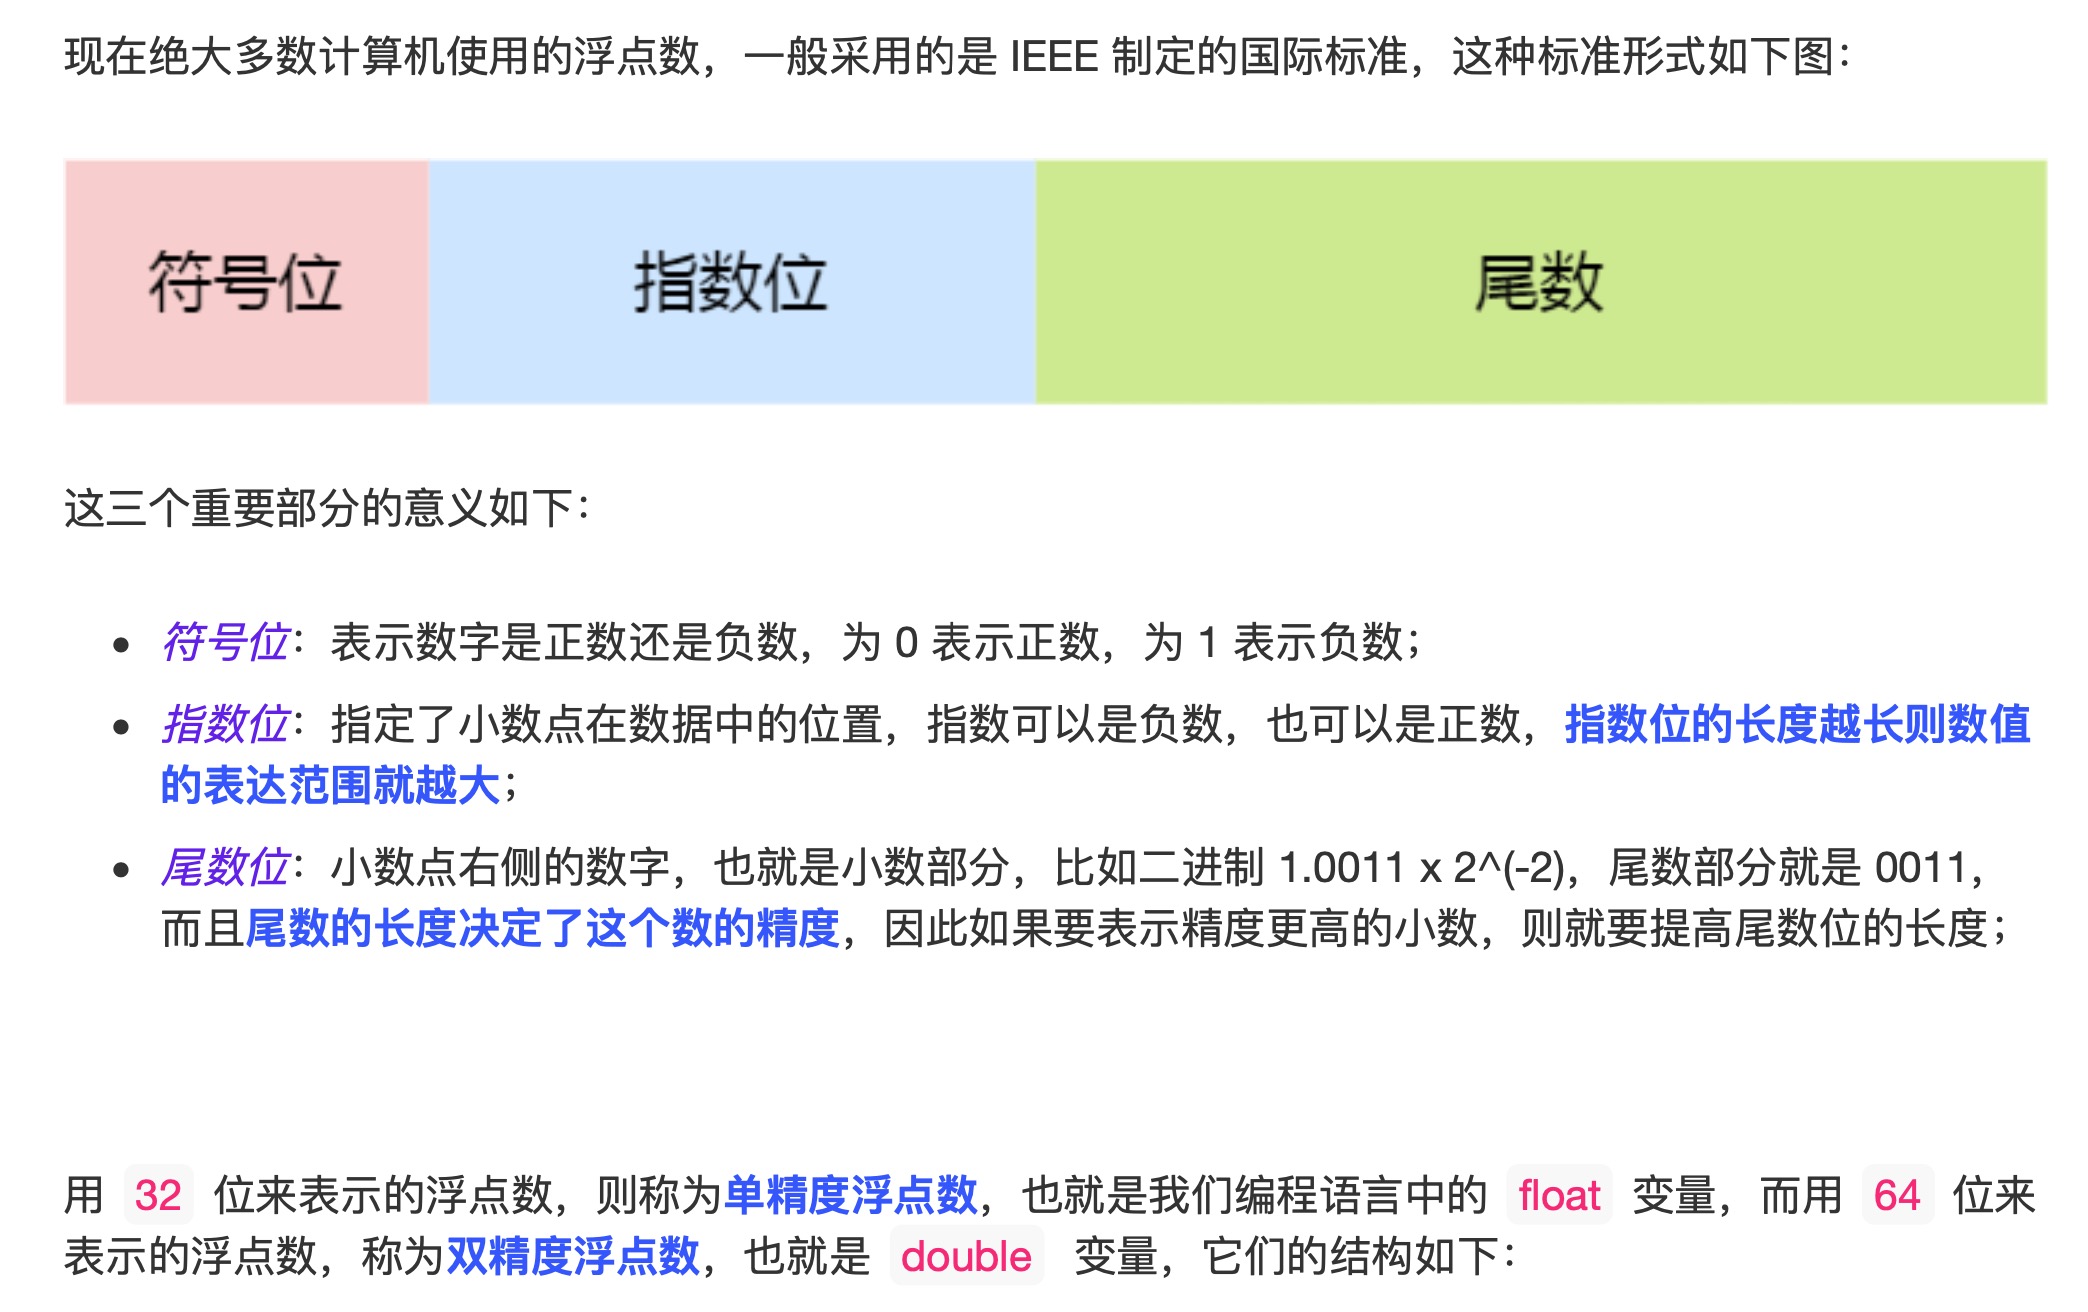 现在绝大多数计算机使用的浮点数，一般采用的是 IEEE 制定的国际标准，这种标准形式如下图：
符号位 指数位 尾数
这三个重要部分的意义如下：
• 符号位：表示数字是正数还是负数，为 0 表示正数，为 1 表示负数；
• 指数位：指定了小数点在数据中的位置，指数可以是负数，也可以是正数，指数位的长度越长则数值
的表达范围就越大；
• 尾数位：小数点右侧的数字，也就是小数部分，比如二进制 1.0011 x 2^(-2)，尾数部分就是 0011，
而且尾数的长度决定了这个数的精度，因此如果要表示精度更高的小数，则就要提高尾数位的长度；
用 32 位来表示的浮点数，则称为单精度浮点数，也就是我们编程语言中的 float 变量，而用 64 位来
表示的浮点数，称为双精度浮点数，也就是 double 变量，它们的结构如下：